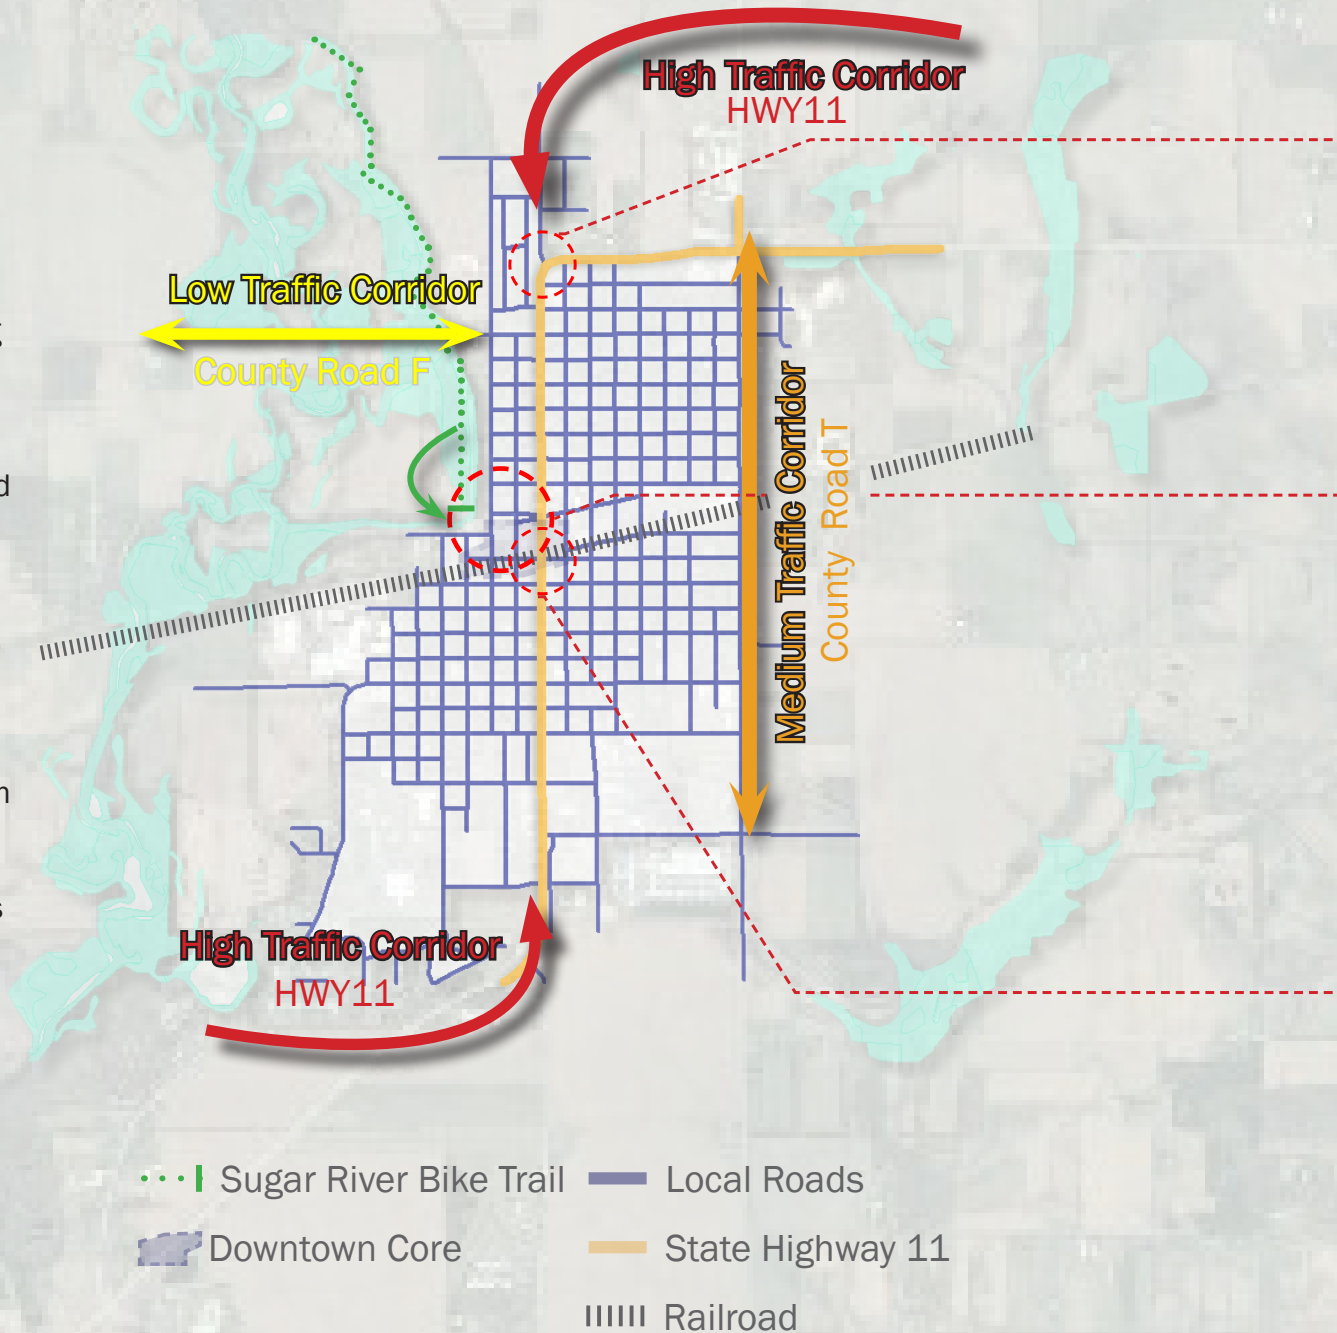 High Traffic Corridor
HWY11
Low Traffic Corridor
County Road F
Medium Traffic Corridor
County Road T
High Traffic Corridor
HWY11
Sugar River Bike Trail
Local Roads
Downtown Core
State Highway 11
Railroad